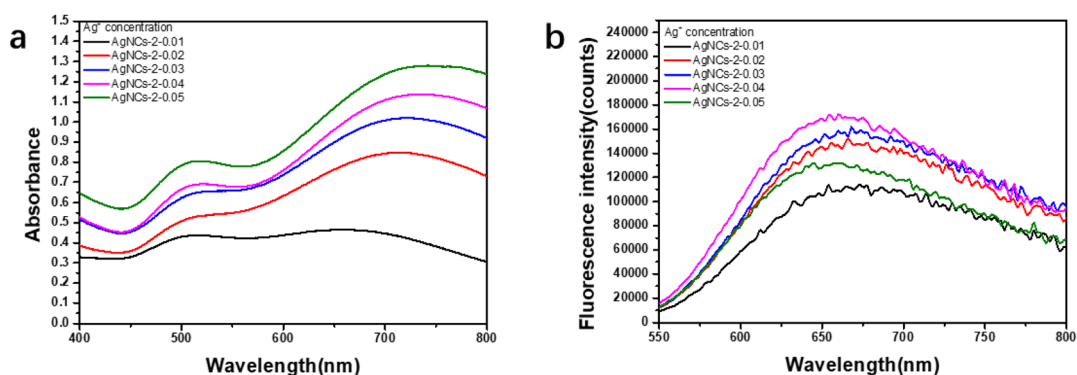 a
Ag⁺ concentration
AgNCs-2-0.01
AgNCs-2-0.02
AgNCs-2-0.03
AgNCs-2-0.04
AgNCs-2-0.05
Absorbance
1.5
1.4
1.3
1.2
1.1
1.0
0.9
0.8
0.7
0.6
0.5
0.4
0.3
0.2
0.1
0.0
400 500 600 700 800
Wavelength(nm)
b
Ag⁺ concentration
AgNCs-2-0.01
AgNCs-2-0.02
AgNCs-2-0.03
AgNCs-2-0.04
AgNCs-2-0.05
Fluorescence intensity(counts)
240000
220000
200000
180000
160000
140000
120000
100000
80000
60000
40000
20000
0
550 600 650 700 750 800
Wavelength(nm)